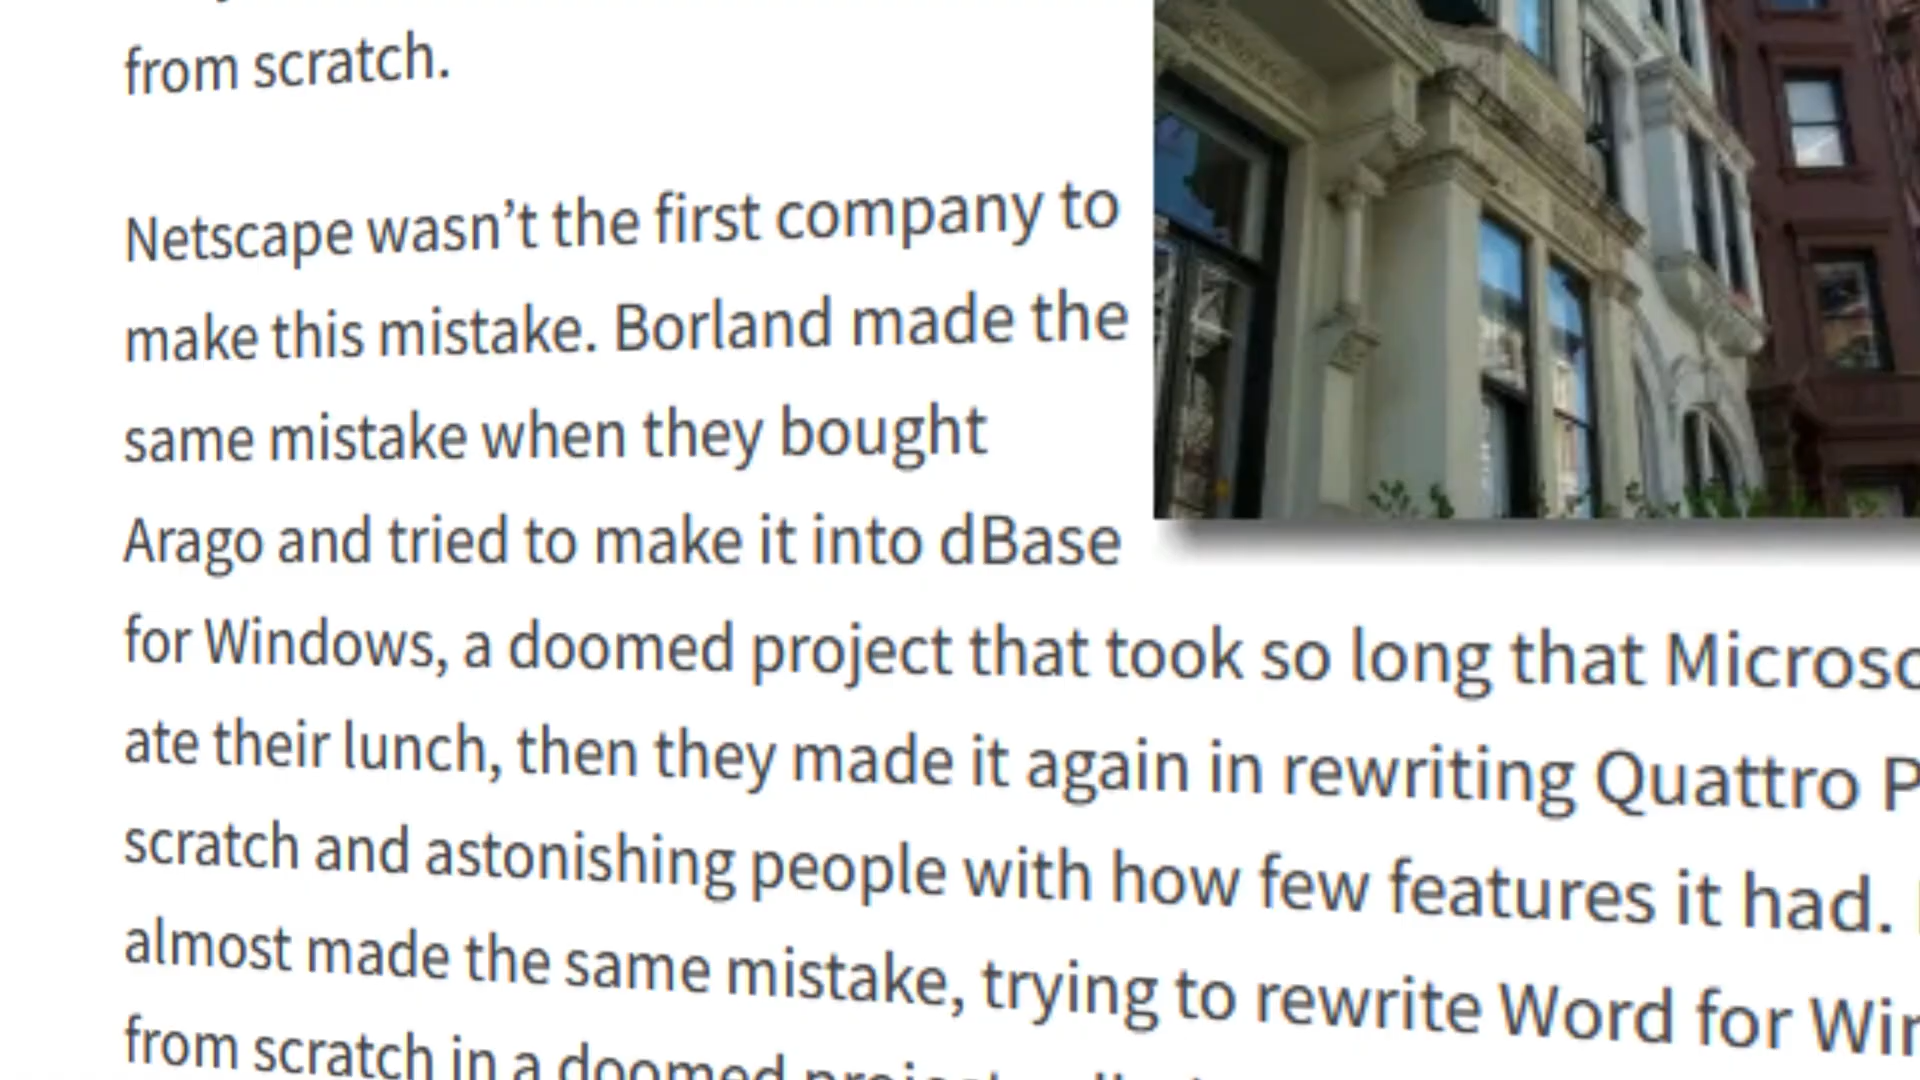 from scratch.
Netscape wasn’t the first company to
make this mistake. Borland made the
same mistake when they bought
Arago and tried to make it into dBase
for Windows, a doomed project that took so long that
ate their lunch, then they made it again in rewriting Quattro
scratch and astonishing people with how few features it had.
almost made the same mistake, trying to rewrite Word for
from scratch in a doomed